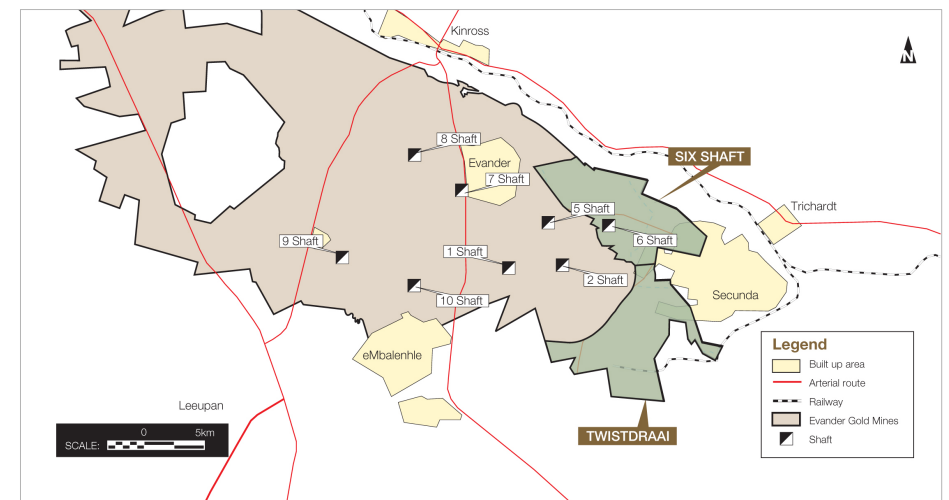 Kinross
N
8 Shaft
SIX SHAFT
Evander
7 Shaft
Trichardt
5 Shaft
9 Shaft
6 Shaft
1 Shaft
2 Shaft
Secunda
10 Shaft
eMbalenhle
Leeupan
TWISTDRAAI
0 5km
SCALE:
Legend
Built up area
Arterial route
Railway
Evander Gold Mines
Shaft